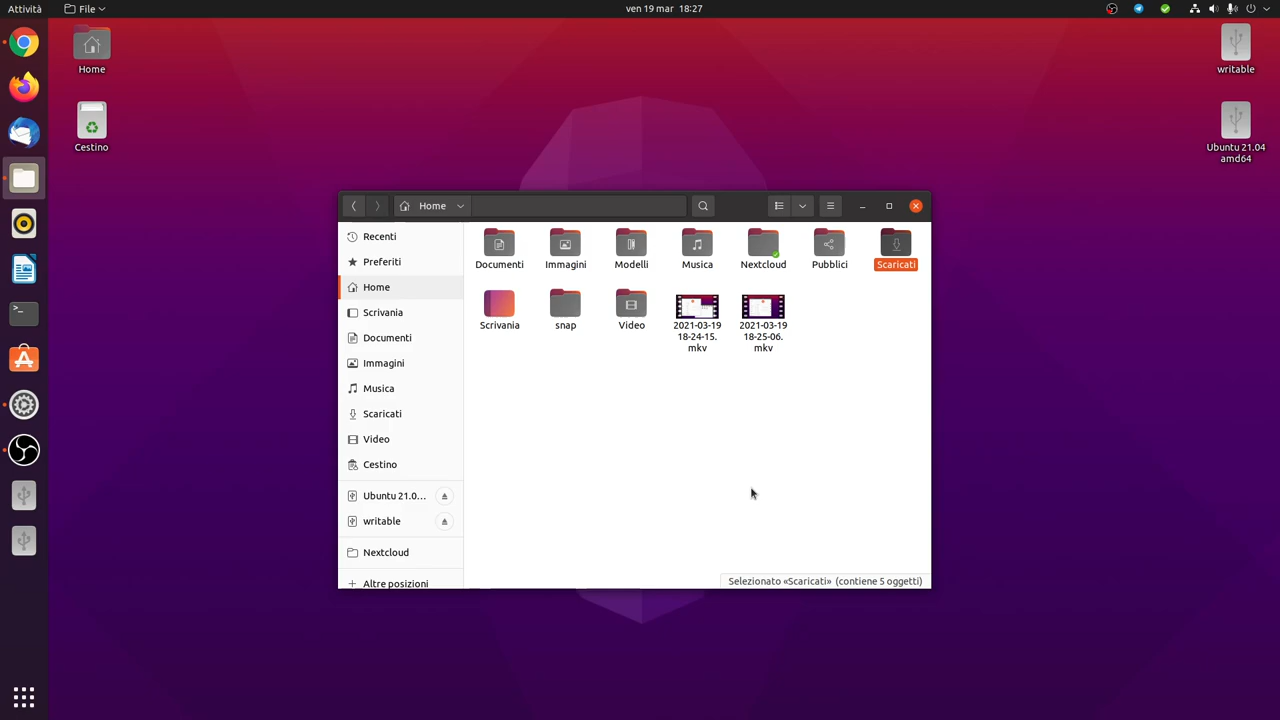 Attività
File
ven 19 mar 18:27
Home
Cestino
writable
Ubuntu 21.04
amd64
Home
Recenti
Preferiti
Home
Scrivania
Documenti
Immagini
Musica
Scaricati
Video
Cestino
Ubuntu 21.0...
writable
Nextcloud
Altre posizioni
Documenti
Immagini
Modelli
Musica
Nextcloud
Pubblici
Scaricati
Scrivania
snap
Video
2021-03-19
18-24-15.
mkv
2021-03-19
18-25-06.
mkv
Selezionato «Scaricati» (contiene 5 oggetti)